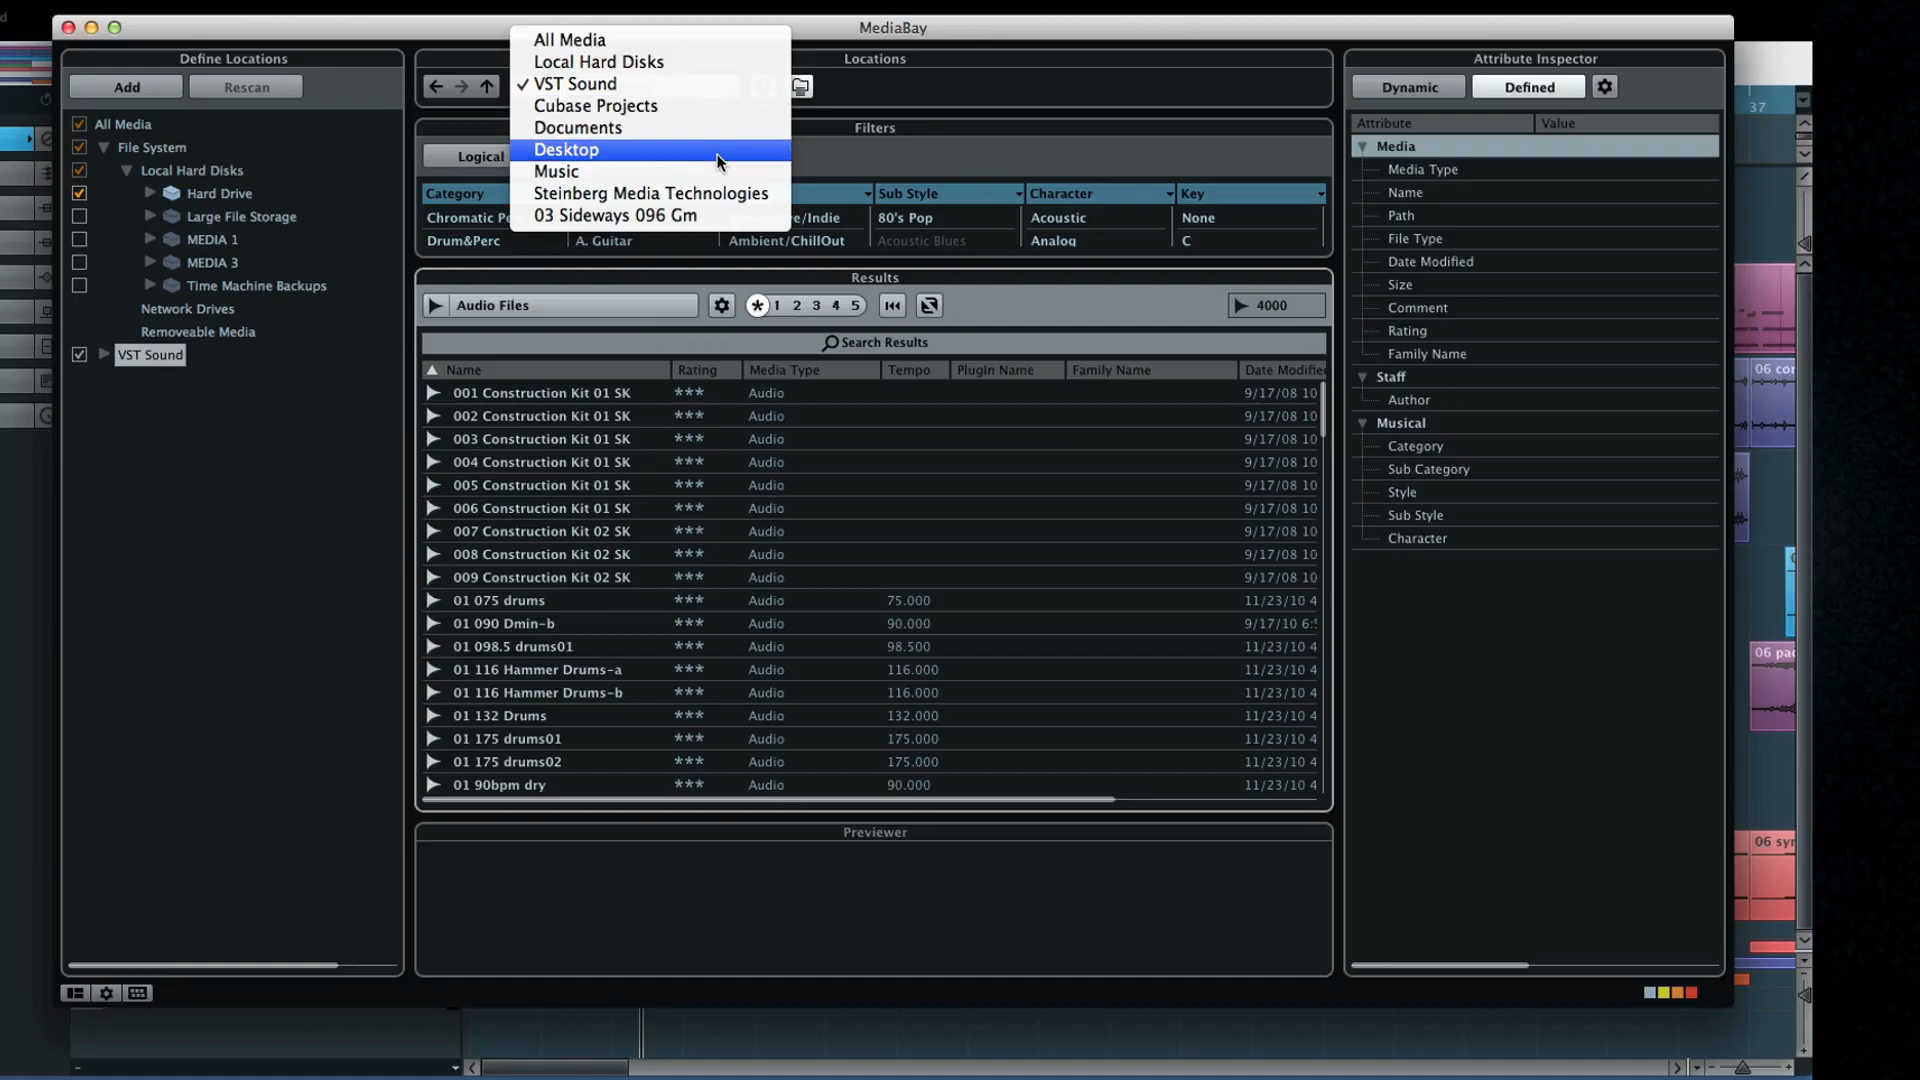 MediaBay
Define Locations
Add
Rescan
All Media
File System
Local Hard Disks
Hard Drive
Large File Storage
MEDIA 1
MEDIA 3
Time Machine Backups
Network Drives
Removeable Media
VST Sound
Locations
All Media
Local Hard Disks
✓ VST Sound
Cubase Projects
Documents
Desktop
Music
Steinberg Media Technologies
03 Sideways 096 Gm
Filters
Logical
Category Sub Style Character Key
80's Pop Acoustic None
Drum&Perc A. Guitar Ambient/ChillOut Acoustic Blues Analog C
Results
Audio Files
* 1 2 3 4 5
4000
Search Results
Name Rating Media Type Tempo PlugIn Name Family Name Date Modifie
001 Construction Kit 01 SK *** Audio 9/17/08 10
002 Construction Kit 01 SK *** Audio 9/17/08 10
003 Construction Kit 01 SK *** Audio 9/17/08 10
004 Construction Kit 01 SK *** Audio 9/17/08 10
005 Construction Kit 01 SK *** Audio 9/17/08 10
006 Construction Kit 01 SK *** Audio 9/17/08 10
007 Construction Kit 02 SK *** Audio 9/17/08 10
008 Construction Kit 02 SK *** Audio 9/17/08 10
009 Construction Kit 02 SK *** Audio 9/17/08 10
01 075 drums *** Audio 75.000 11/23/10 4
01 090 Dmin-b *** Audio 90.000 9/17/10 6:
01 098.5 drums01 *** Audio 98.500 11/23/10 4
01 116 Hammer Drums-a *** Audio 116.000 11/23/10 4
01 116 Hammer Drums-b *** Audio 116.000 11/23/10 4
01 132 Drums *** Audio 132.000 11/23/10 4
01 175 drums01 *** Audio 175.000 11/23/10 4
01 175 drums02 *** Audio 175.000 11/23/10 4
01 90bpm dry *** Audio 90.000 11/23/10 4
Previewer
Attribute Inspector
Dynamic
Defined
Attribute Value
Media
Media Type
Name
Path
File Type
Date Modified
Size
Comment
Rating
Family Name
Staff
Author
Musical
Category
Sub Category
Style
Sub Style
Character
37
06 cor
06 pac
06 syr